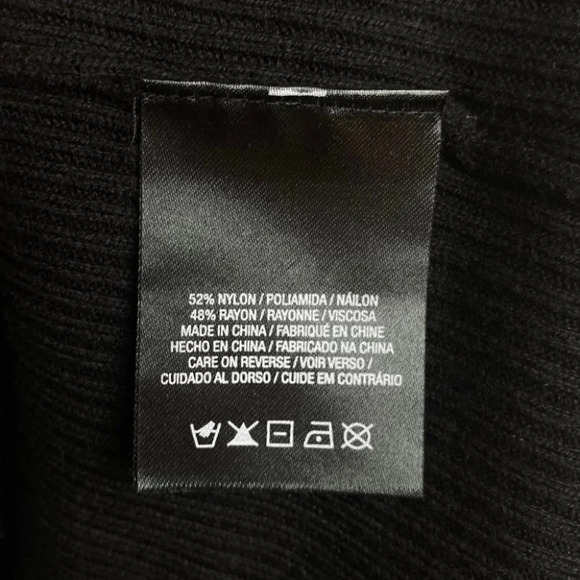 52% NYLON / POLIAMIDA / NÁILON
48% RAYON / RAYONNE / VISCOSA
MADE IN CHINA / FABRIQUÉ EN CHINE
HECHO EN CHINA / FABRICADO NA CHINA
CARE ON REVERSE / VOIR VERSO /
CUIDADO AL DORSO / CUIDE EM CONTRÁRIO